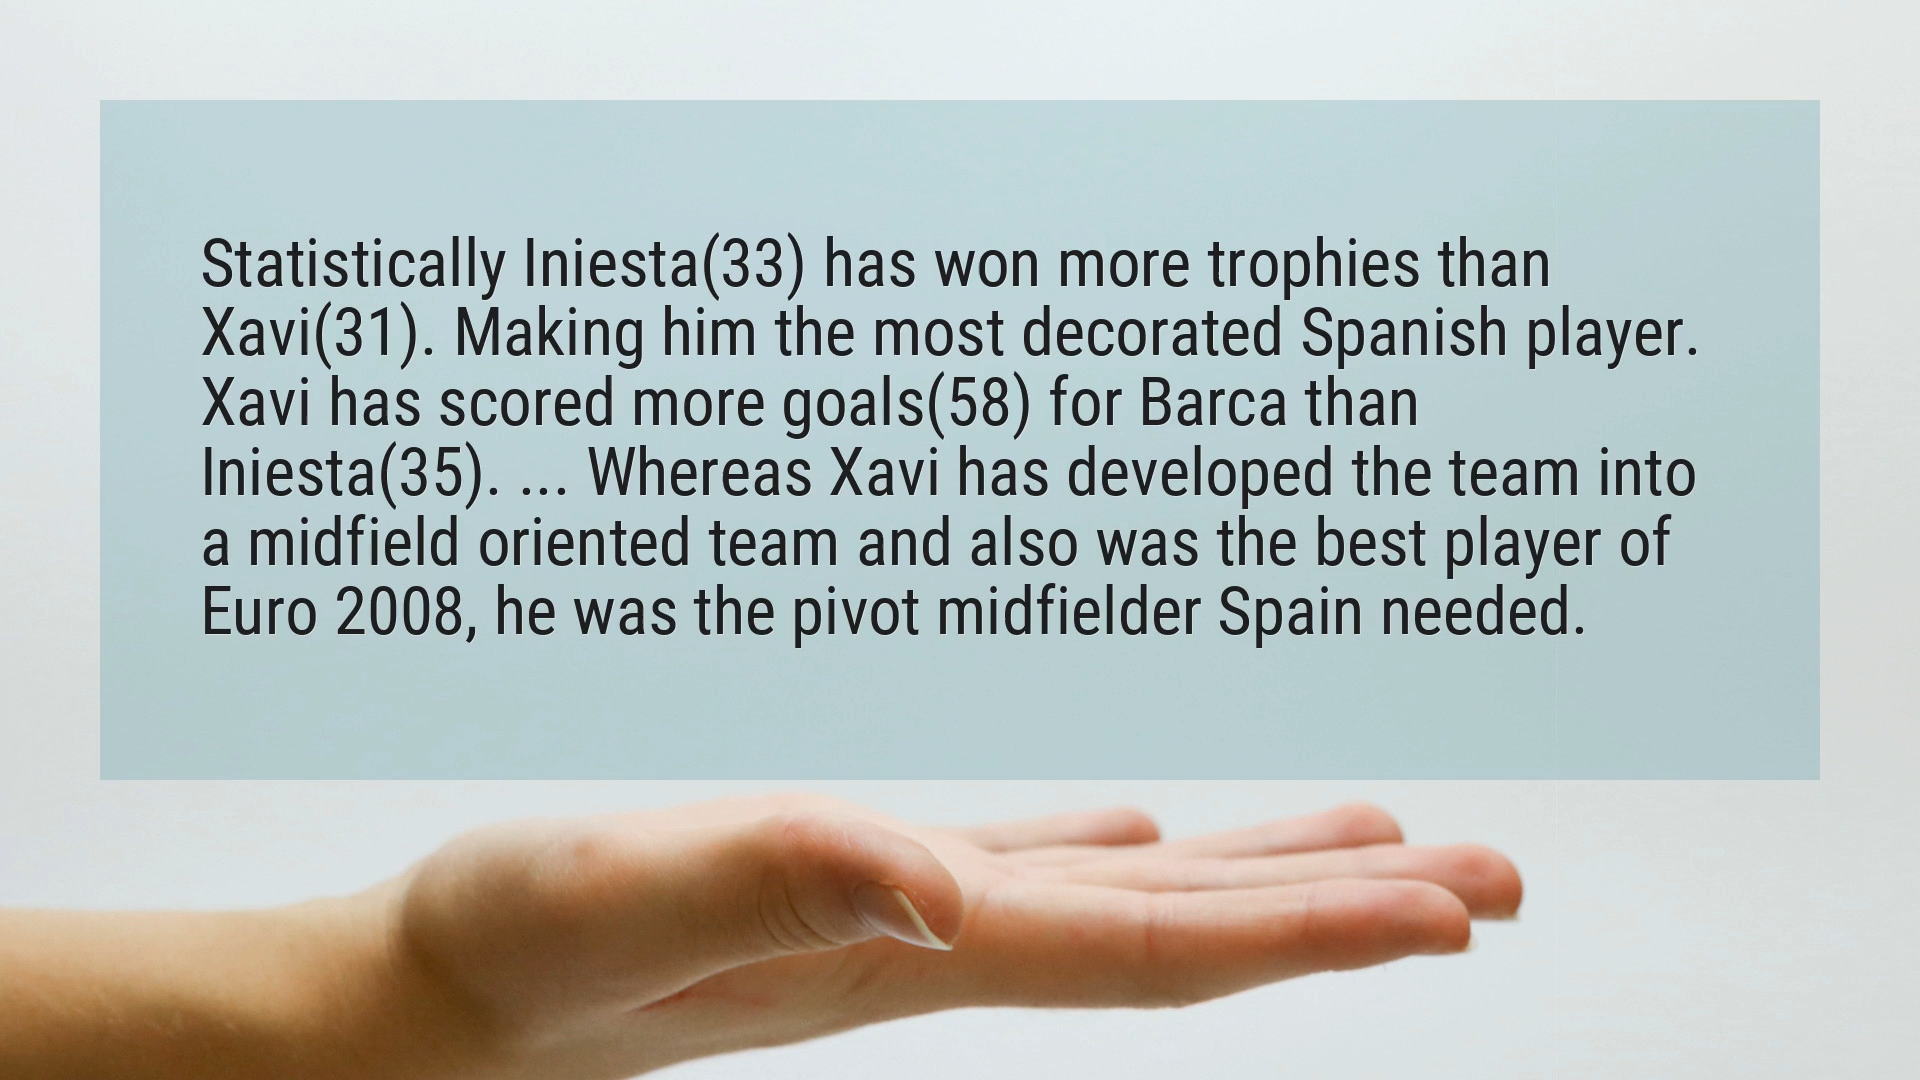 Statistically Iniesta(33) has won more trophies than
Xavi(31). Making him the most decorated Spanish player.
Xavi has scored more goals(58) for Barca than
Iniesta(35). ... Whereas Xavi has developed the team into
a midfield oriented team and also was the best player of
Euro 2008, he was the pivot midfielder Spain needed.